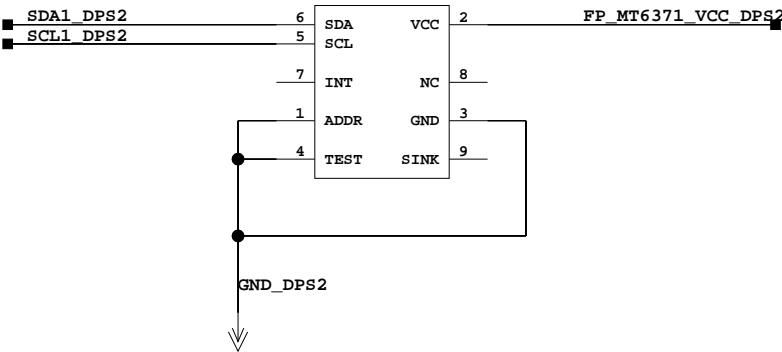 SDA1_DPS2 6 SDA VCC 2 FP_MT6371_VCC_DPS2
SCL1_DPS2 5 SCL
7 INT NC 8
1 ADDR GND 3
4 TEST SINK 9
GND_DPS2